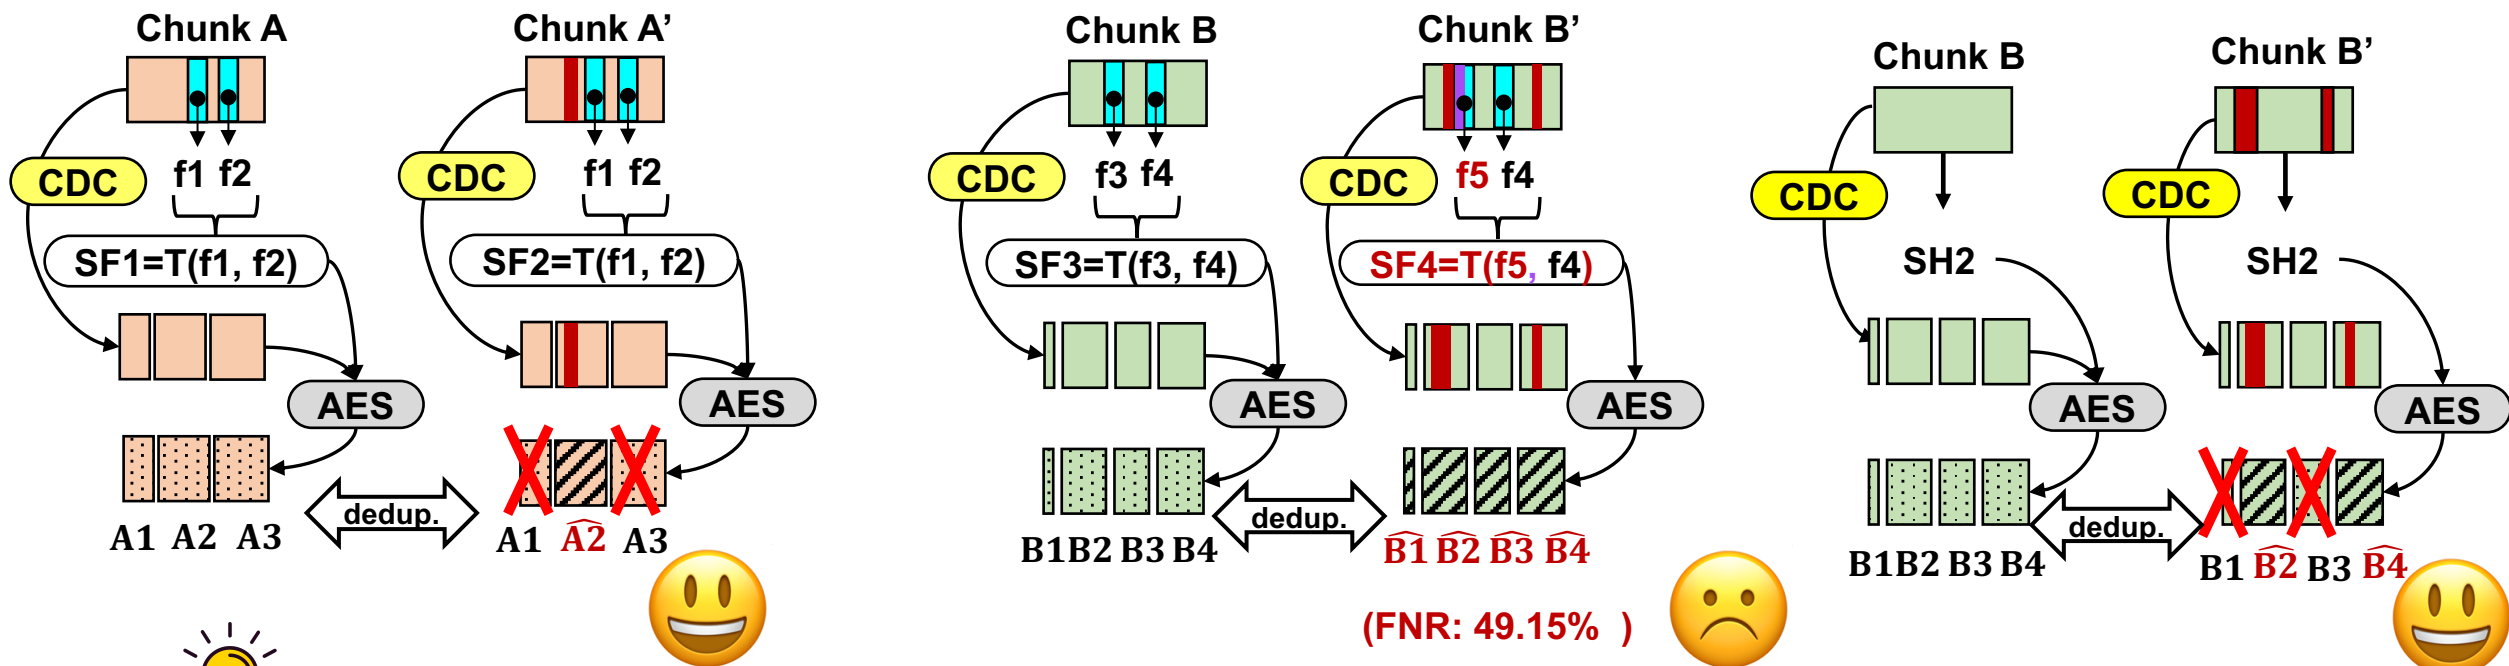 Chunk A
Chunk A’
CDC
f1 f2
CDC
f1 f2
SF1=T(f1, f2)
SF2=T(f1, f2)
AES
AES
A1 A2 A3
dedup.
A1 A2̂ A3
Chunk B
Chunk B’
CDC
f3 f4
CDC
f5 f4
SF3=T(f3, f4)
SF4=T(f5, f4)
AES
AES
B1B2 B3 B4
dedup.
B1̂ B2̂ B3̂ B4̂
(FNR: 49.15% )
Chunk B
Chunk B’
CDC
CDC
SH2
SH2
AES
AES
B1B2 B3 B4
dedup.
B1 B2̂ B3 B4̂